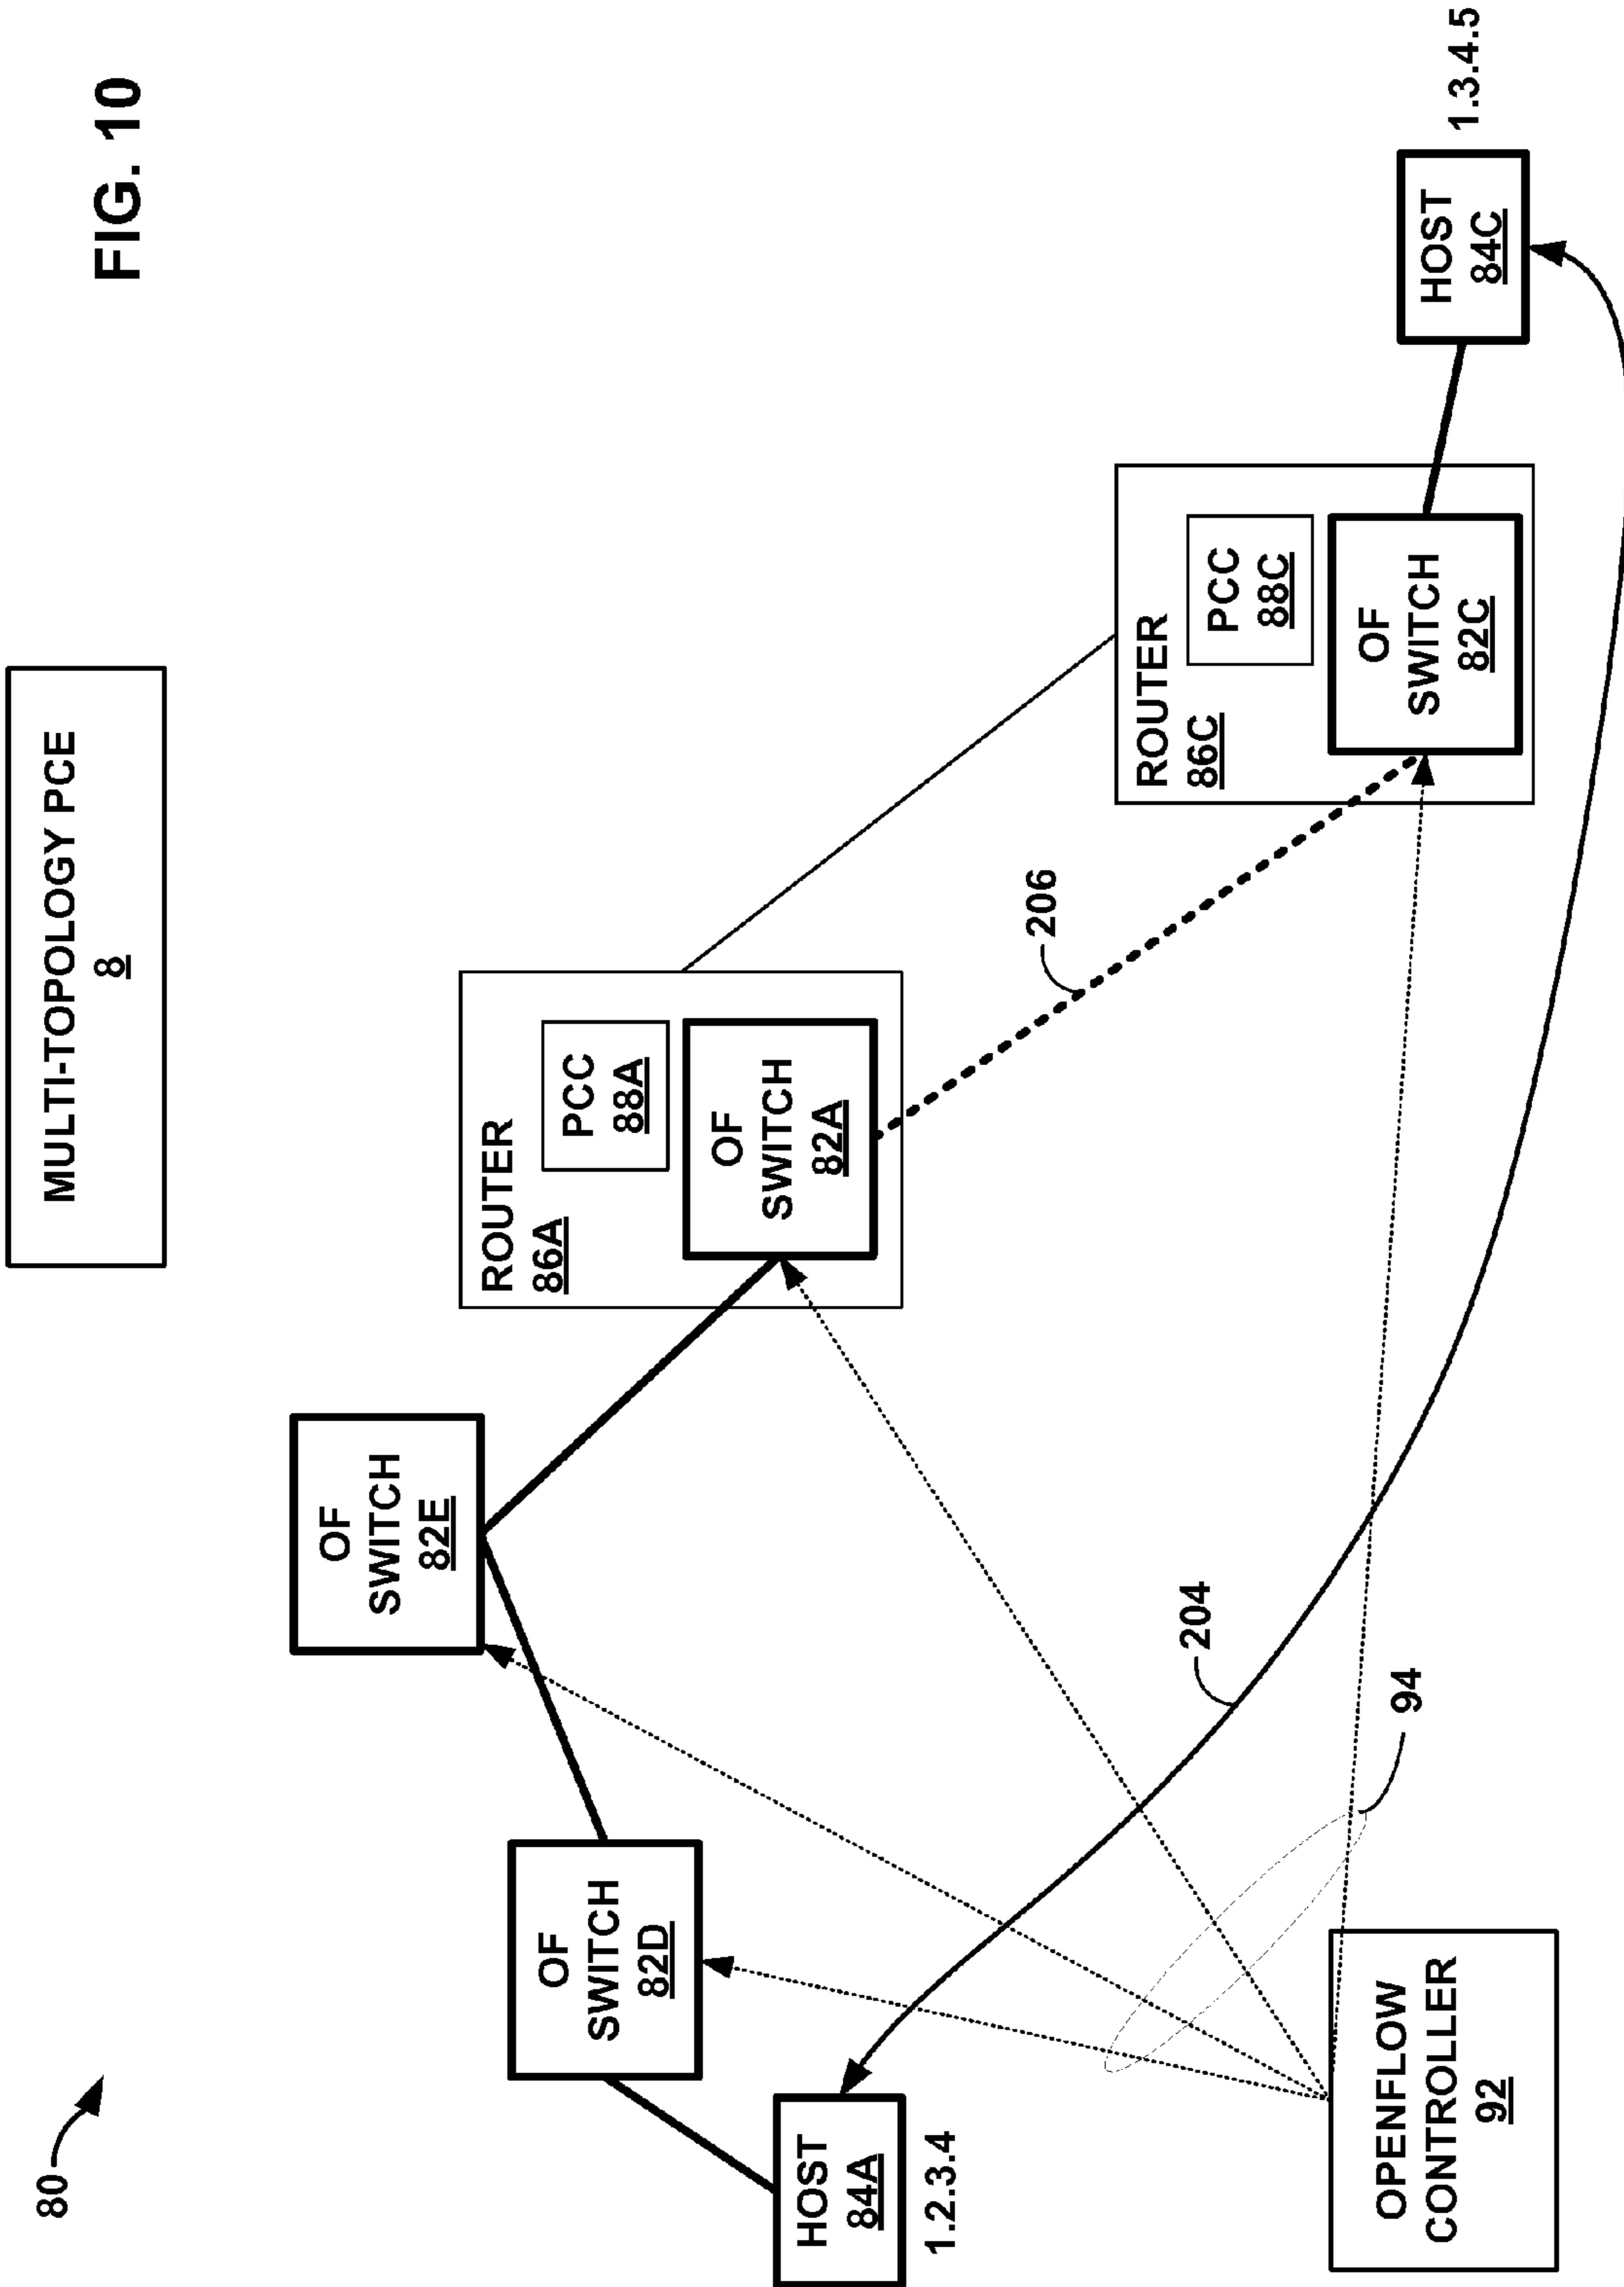 80
MULTI-TOPOLOGY PCE
8
FIG. 10
OF
SWITCH
82E
ROUTER
86A
PCC
88A
OF
SWITCH
82A
OF
SWITCH
82D
HOST
84A
1.2.3.4
206
204
94
ROUTER
86C
PCC
88C
OF
SWITCH
82C
HOST
84C
1.3.4.5
OPENFLOW
CONTROLLER
92